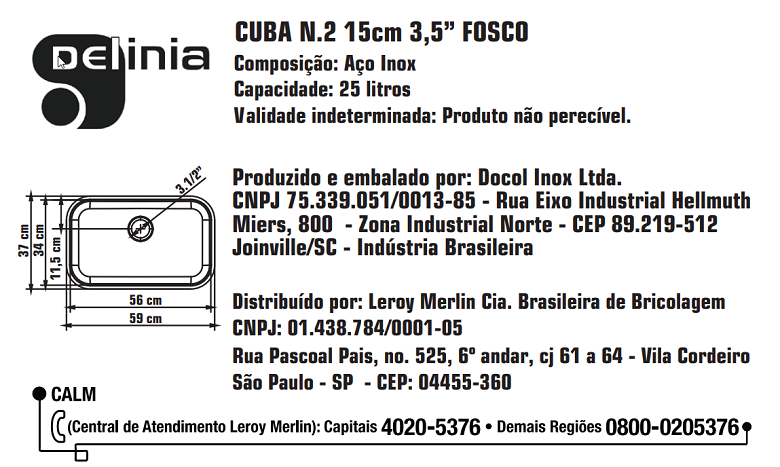 Delinia
CUBA N.2 15cm 3,5” FOSCO
Composição: Aço Inox
Capacidade: 25 litros
Validade indeterminada: Produto não perecível.
3.1/2”
37 cm
34 cm
11,5 cm
56 cm
59 cm
Produzido e embalado por: Docol Inox Ltda.
CNPJ 75.339.051/0013-85 - Rua Eixo Industrial Hellmuth
Miers, 800 - Zona Industrial Norte - CEP 89.219-512
Joinville/SC - Indústria Brasileira
Distribuído por: Leroy Merlin Cia. Brasileira de Bricolagem
CNPJ: 01.438.784/0001-05
Rua Pascoal Pais, no. 525, 6º andar, cj 61 a 64 - Vila Cordeiro
São Paulo - SP - CEP: 04455-360
CALM
(Central de Atendimento Leroy Merlin): Capitais 4020-5376 • Demais Regiões 0800-0205376